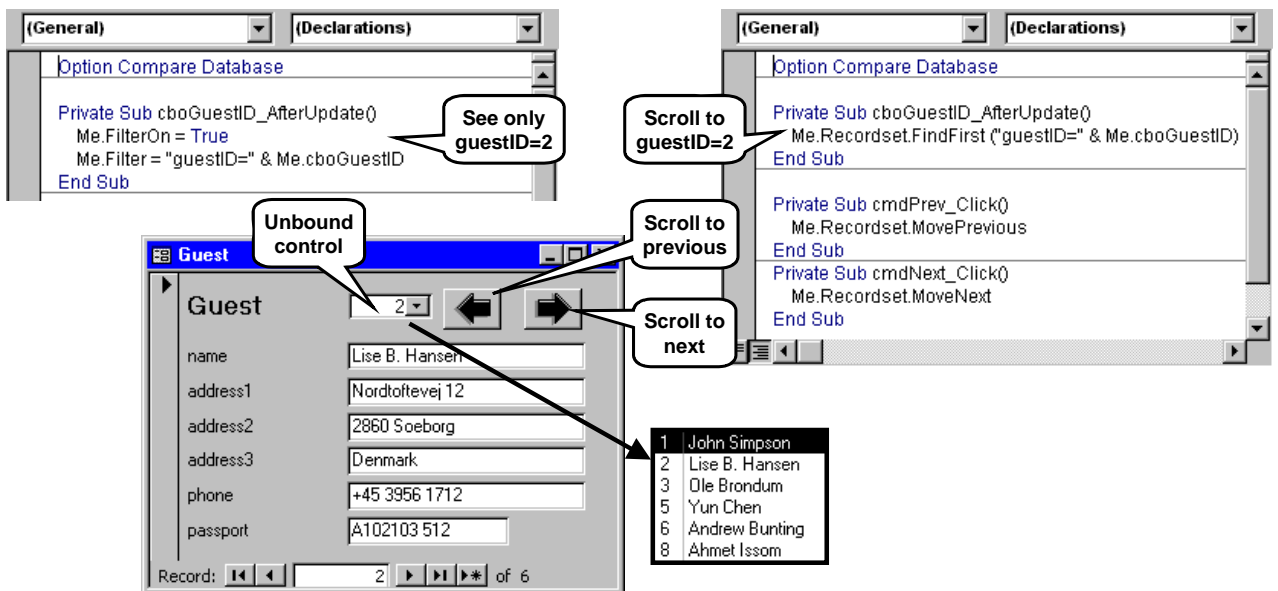 (General)
(Declarations)
Option Compare Database
Private Sub cboGuestID_AfterUpdate()
Me.FilterOn = True
Me.Filter = "guestID=" & Me.cboGuestID
End Sub
See only
guestID=2
(General)
(Declarations)
Option Compare Database
Private Sub cboGuestID_AfterUpdate()
Me.Recordset.FindFirst ("guestID=" & Me.cboGuestID)
End Sub
Private Sub cmdPrev_Click()
Me.Recordset.MovePrevious
End Sub
Private Sub cmdNext_Click()
Me.Recordset.MoveNext
End Sub
Scroll to
guestID=2
Unbound
control
Scroll to
previous
Scroll to
next
Guest
Guest
2
name
Lise B. Hansen
address1
Nordtoftevej 12
address2
2860 Soeborg
address3
Denmark
phone
+45 3956 1712
passport
A102103 512
Record:
2
of 6
1 John Simpson
2 Lise B. Hansen
3 Ole Brondum
5 Yun Chen
6 Andrew Bunting
8 Ahmet Issom